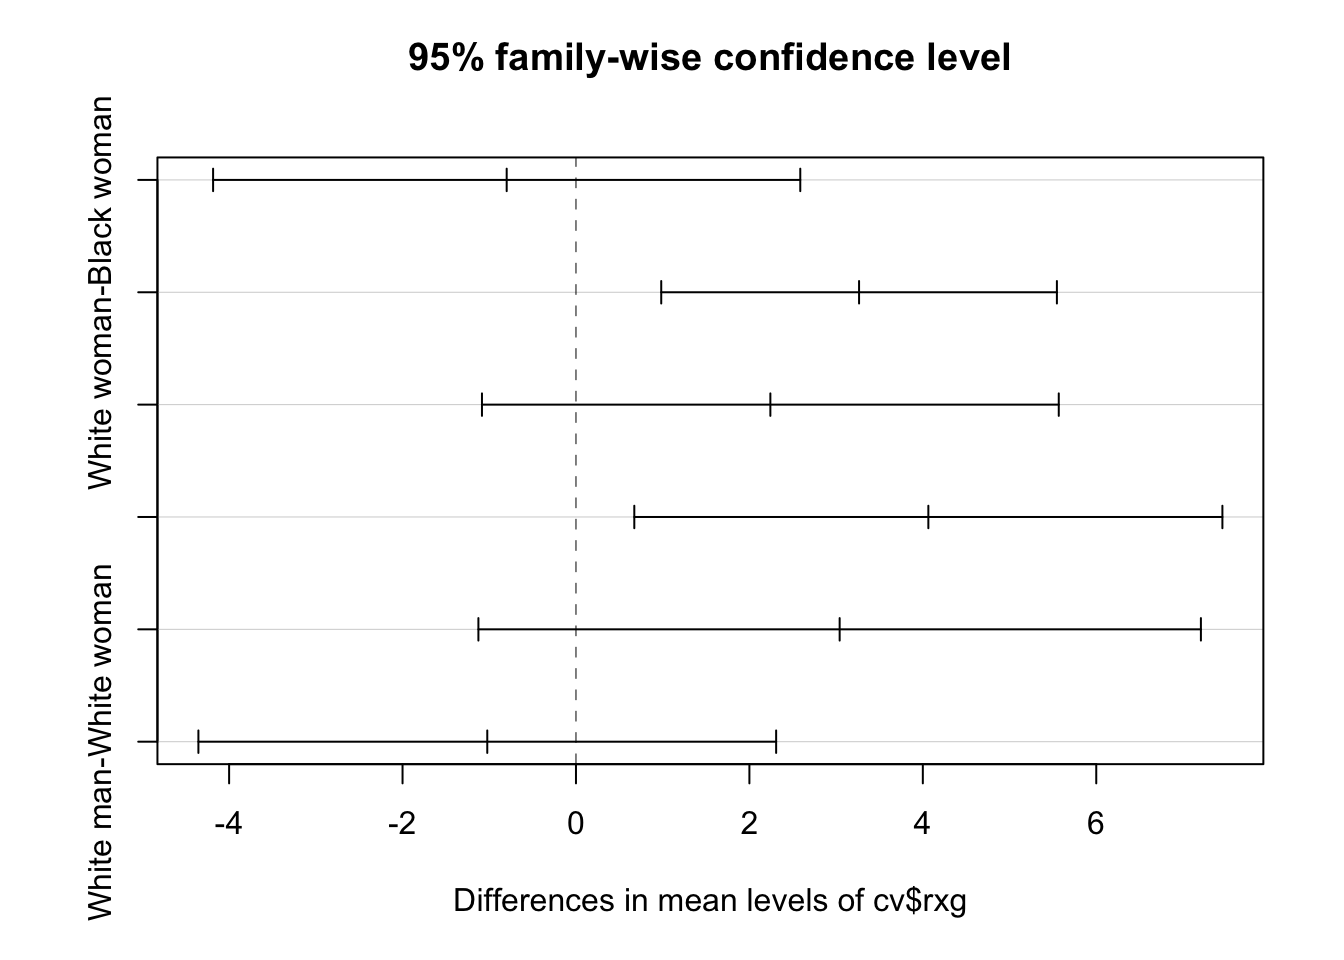 95% family-wise confidence level
White woman-Black woman
White man-White woman
-4 -2 0 2 4 6
Differences in mean levels of cv$rxg